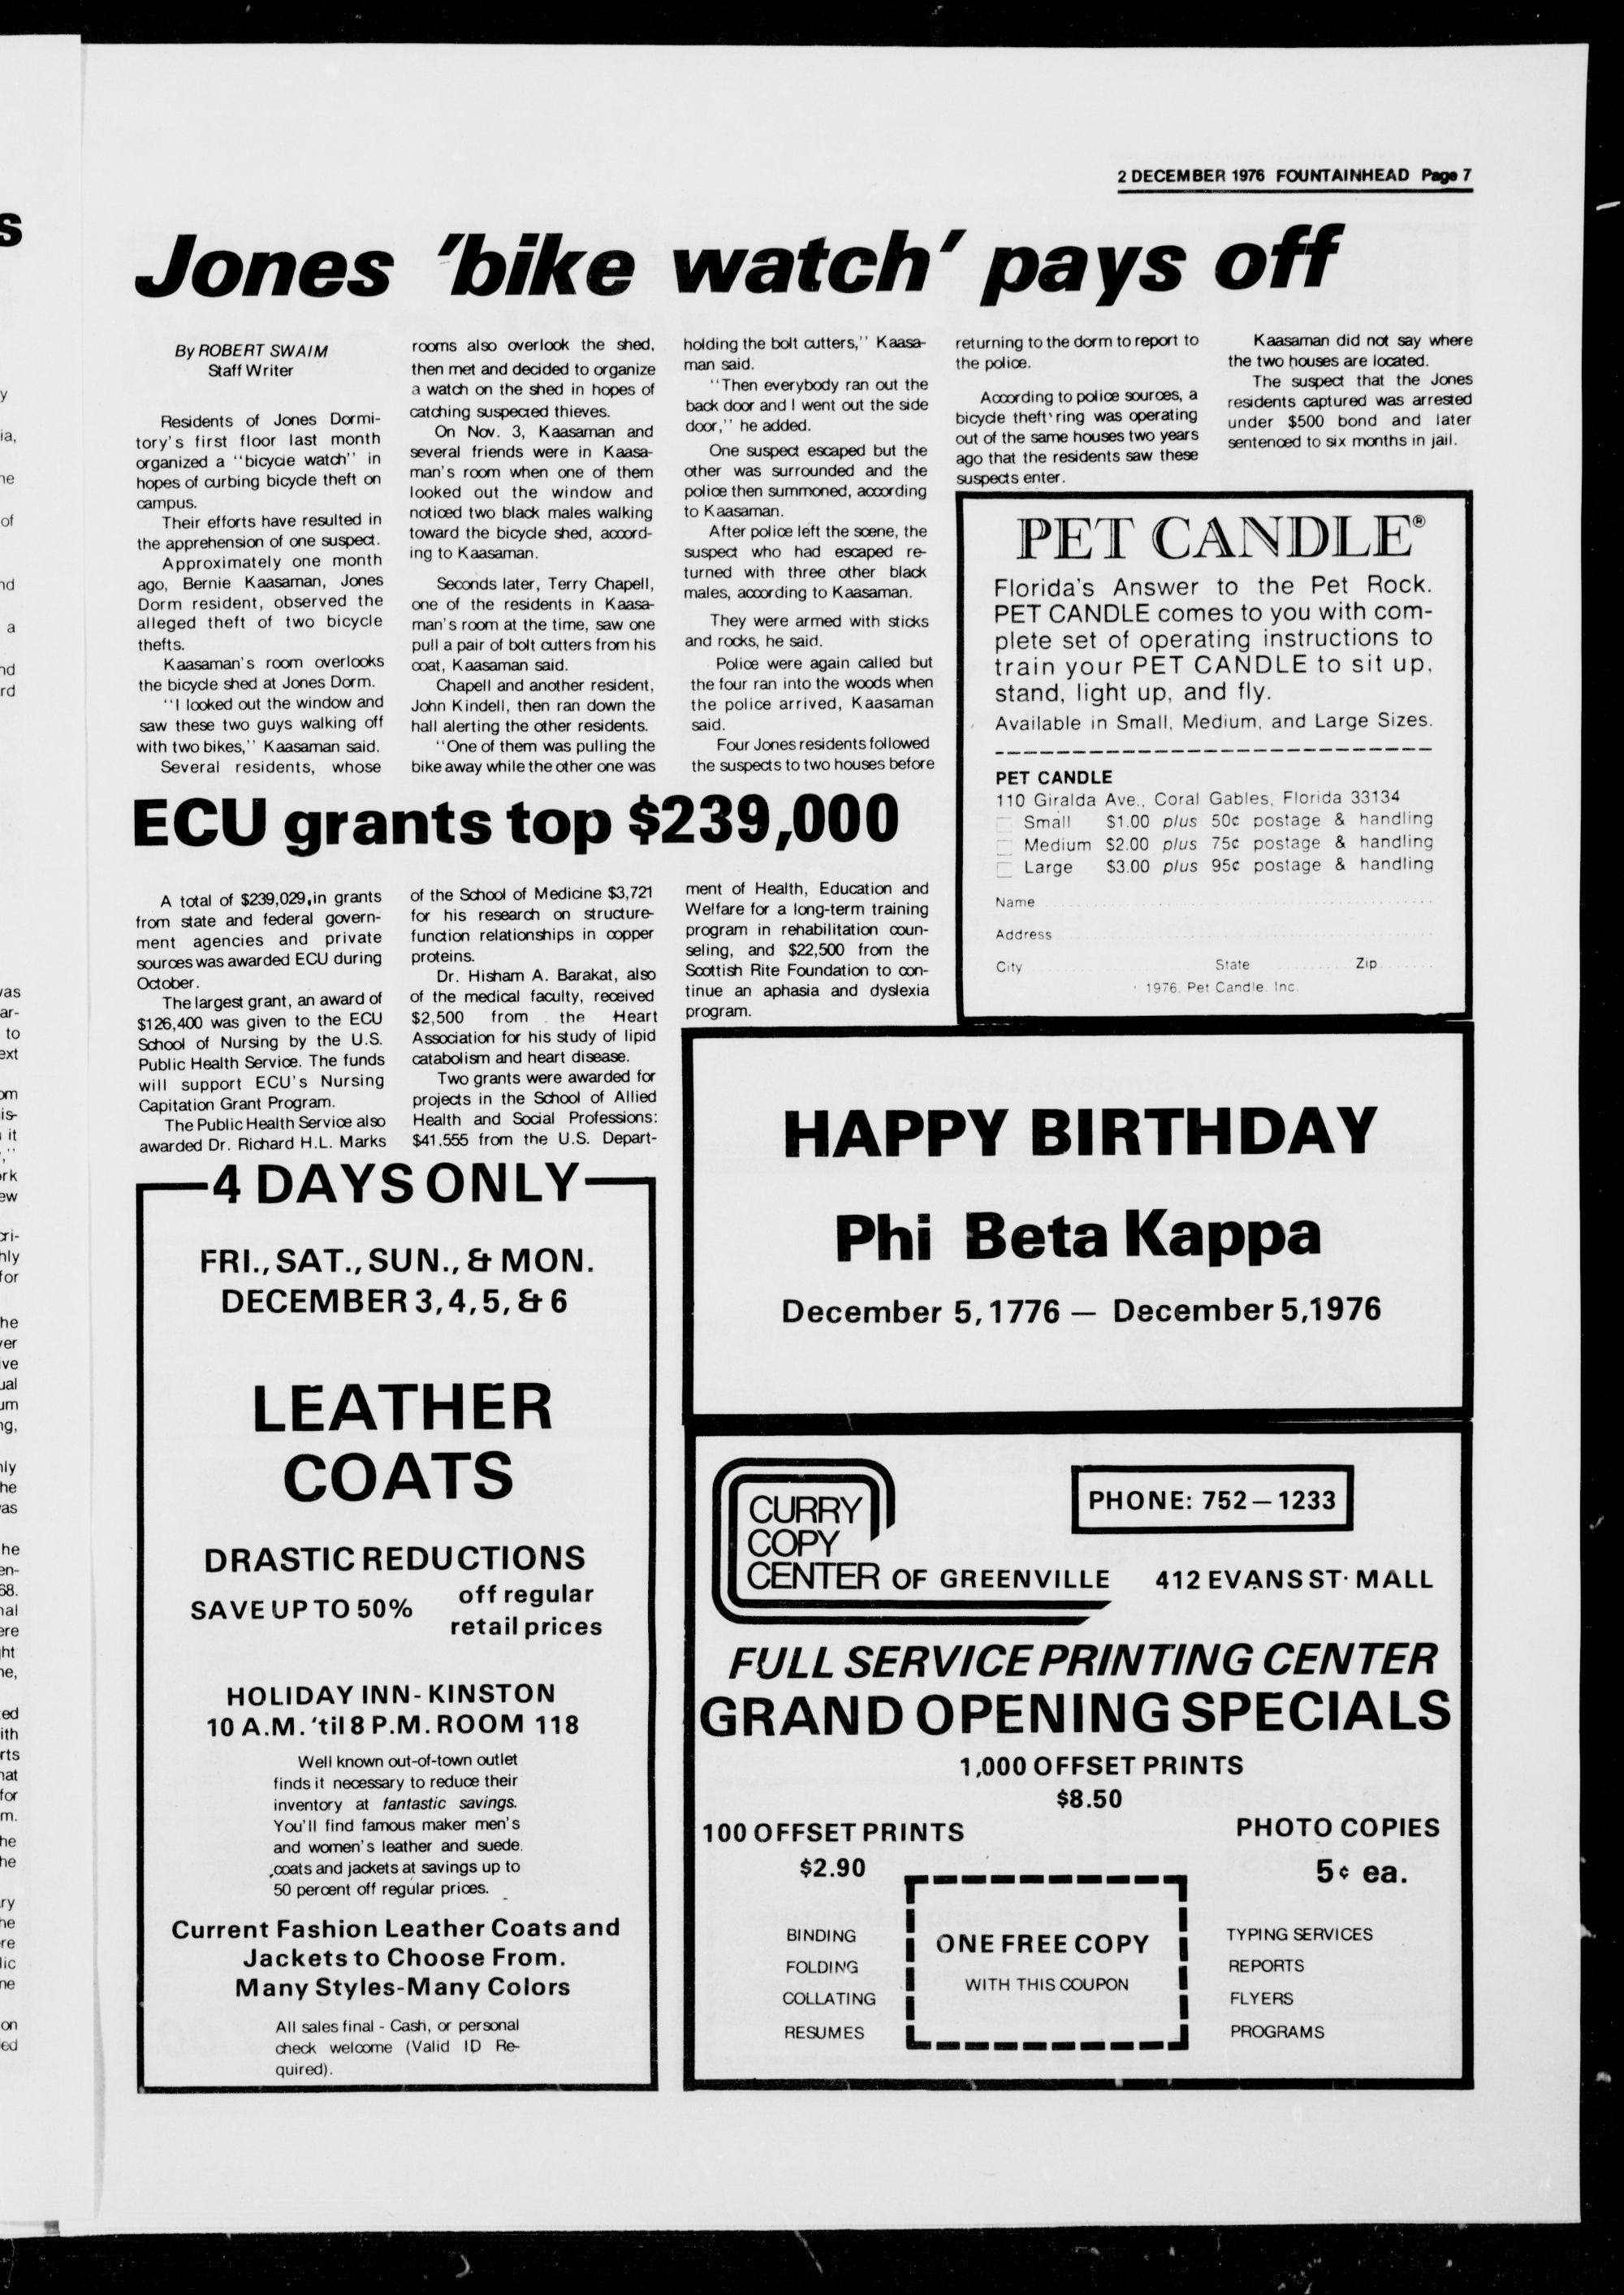 2 DECEMBER 1976 FOUNTAINHEAD Page 7
Jones 'bike watch' pays off
By ROBERT SWAIM
Staff Writer
Residents of Jones Dormi-
tory's first floor last month
organized a ''bicycle watch'' in
hopes of curbing bicycle theft on
campus.
Their efforts have resulted in
the apprehension of one suspect.
Approximately one month
ago, Bernie Kaasaman, Jones
Dorm resident, observed the
alleged theft of two bicycle
thefts.
Kaasaman's room overlooks
the bicycle shed at Jones Dorm.
''I looked out the window and
saw these two guys walking off
with two bikes,'' Kaasaman said.
Several residents, whose
rooms also overlook the shed,
then met and decided to organize
a watch on the shed in hopes of
catching suspected thieves.
On Nov. 3, Kaasaman and
several friends were in Kaasa-
man's room when one of them
looked out the window and
noticed two black males walking
toward the bicycle shed, accord-
ing to Kaasaman.
Seconds later, Terry Chapell,
one of the residents in Kaasa-
man's room at the time, saw one
pull a pair of bolt cutters from his
coat, Kaasaman said.
Chapell and another resident,
John Kindell, then ran down the
hall alerting the other residents.
''One of them was pulling the
bike away while the other one was
holding the bolt cutters,'' Kaasa-
man said.
''Then everybody ran out the
back door and I went out the side
door,'' he added.
One suspect escaped but the
other was surrounded and the
police then summoned, according
to Kaasaman.
After police left the scene, the
suspect who had escaped re-
turned with three other black
males, according to Kaasaman.
They were armed with sticks
and rocks, he said.
Police were again called but
the four ran into the woods when
the police arrived, Kaasaman
said.
Four Jones residents followed
the suspects to two houses before
returning to the dorm to report to
the police.
According to police sources, a
bicycle theft' ring was operating
out of the same houses two years
ago that the residents saw these
suspects enter.
Kaasaman did not say where
the two houses are located.
The suspect that the Jones
residents captured was arrested
under $500 bond and later
sentenced to six months in jail.
ECU grants top $239,000
A total of $239,029,in grants
from state and federal govern-
ment agencies and private
sources was awarded ECU during
October.
The largest grant, an award of
$126,400 was given to the ECU
School of Nursing by the U.S.
Public Health Service. The funds
will support ECU's Nursing
Capitation Grant Program.
The Public Health Service also
awarded Dr. Richard H.L. Marks
of the School of Medicine $3,721
for his research on structure-
function relationships in copper
proteins.
Dr. Hisham A. Barakat, also
of the medical faculty, received
$2,500 from the Heart
Association for his study of lipid
catabolism and heart disease.
Two grants were awarded for
projects in the School of Allied
Health and Social Professions:
$41,555 from the U.S. Depart-
ment of Health, Education and
Welfare for a long-term training
program in rehabilitation coun-
seling, and $22,500 from the
Scottish Rite Foundation to con-
tinue an aphasia and dyslexia
program.
PET CANDLE®
Florida's Answer to the Pet Rock.
PET CANDLE comes to you with com-
plete set of operating instructions to
train your PET CANDLE to sit up,
stand, light up, and fly.
Available in Small, Medium, and Large Sizes.
PET CANDLE
110 Giralda Ave., Coral Gables, Florida 33134
Small $1.00 plus 50¢ postage & handling
Medium $2.00 plus 75¢ postage & handling
Large $3.00 plus 95¢ postage & handling
Name
Address
City State Zip
1976, Pet Candle, Inc.
HAPPY BIRTHDAY
Phi Beta Kappa
December 5, 1776 — December 5, 1976
4 DAYS ONLY
FRI., SAT., SUN., & MON.
DECEMBER 3, 4, 5, & 6
LEATHER
COATS
DRASTIC REDUCTIONS
SAVE UP TO 50% off regular
retail prices
HOLIDAY INN - KINSTON
10 A.M. 'til 8 P.M. ROOM 118
Well known out-of-town outlet
finds it necessary to reduce their
inventory at fantastic savings.
You'll find famous maker men's
and women's leather and suede
coats and jackets at savings up to
50 percent off regular prices.
Current Fashion Leather Coats and
Jackets to Choose From.
Many Styles-Many Colors
All sales final - Cash, or personal
check welcome (Valid ID Re-
quired).
CURRY
COPY
CENTER OF GREENVILLE
PHONE: 752 — 1233
412 EVANS ST· MALL
FULL SERVICE PRINTING CENTER
GRAND OPENING SPECIALS
1,000 OFFSET PRINTS
$8.50
100 OFFSET PRINTS
$2.90
PHOTO COPIES
5¢ ea.
BINDING
FOLDING
COLLATING
RESUMES
ONE FREE COPY
WITH THIS COUPON
TYPING SERVICES
REPORTS
FLYERS
PROGRAMS